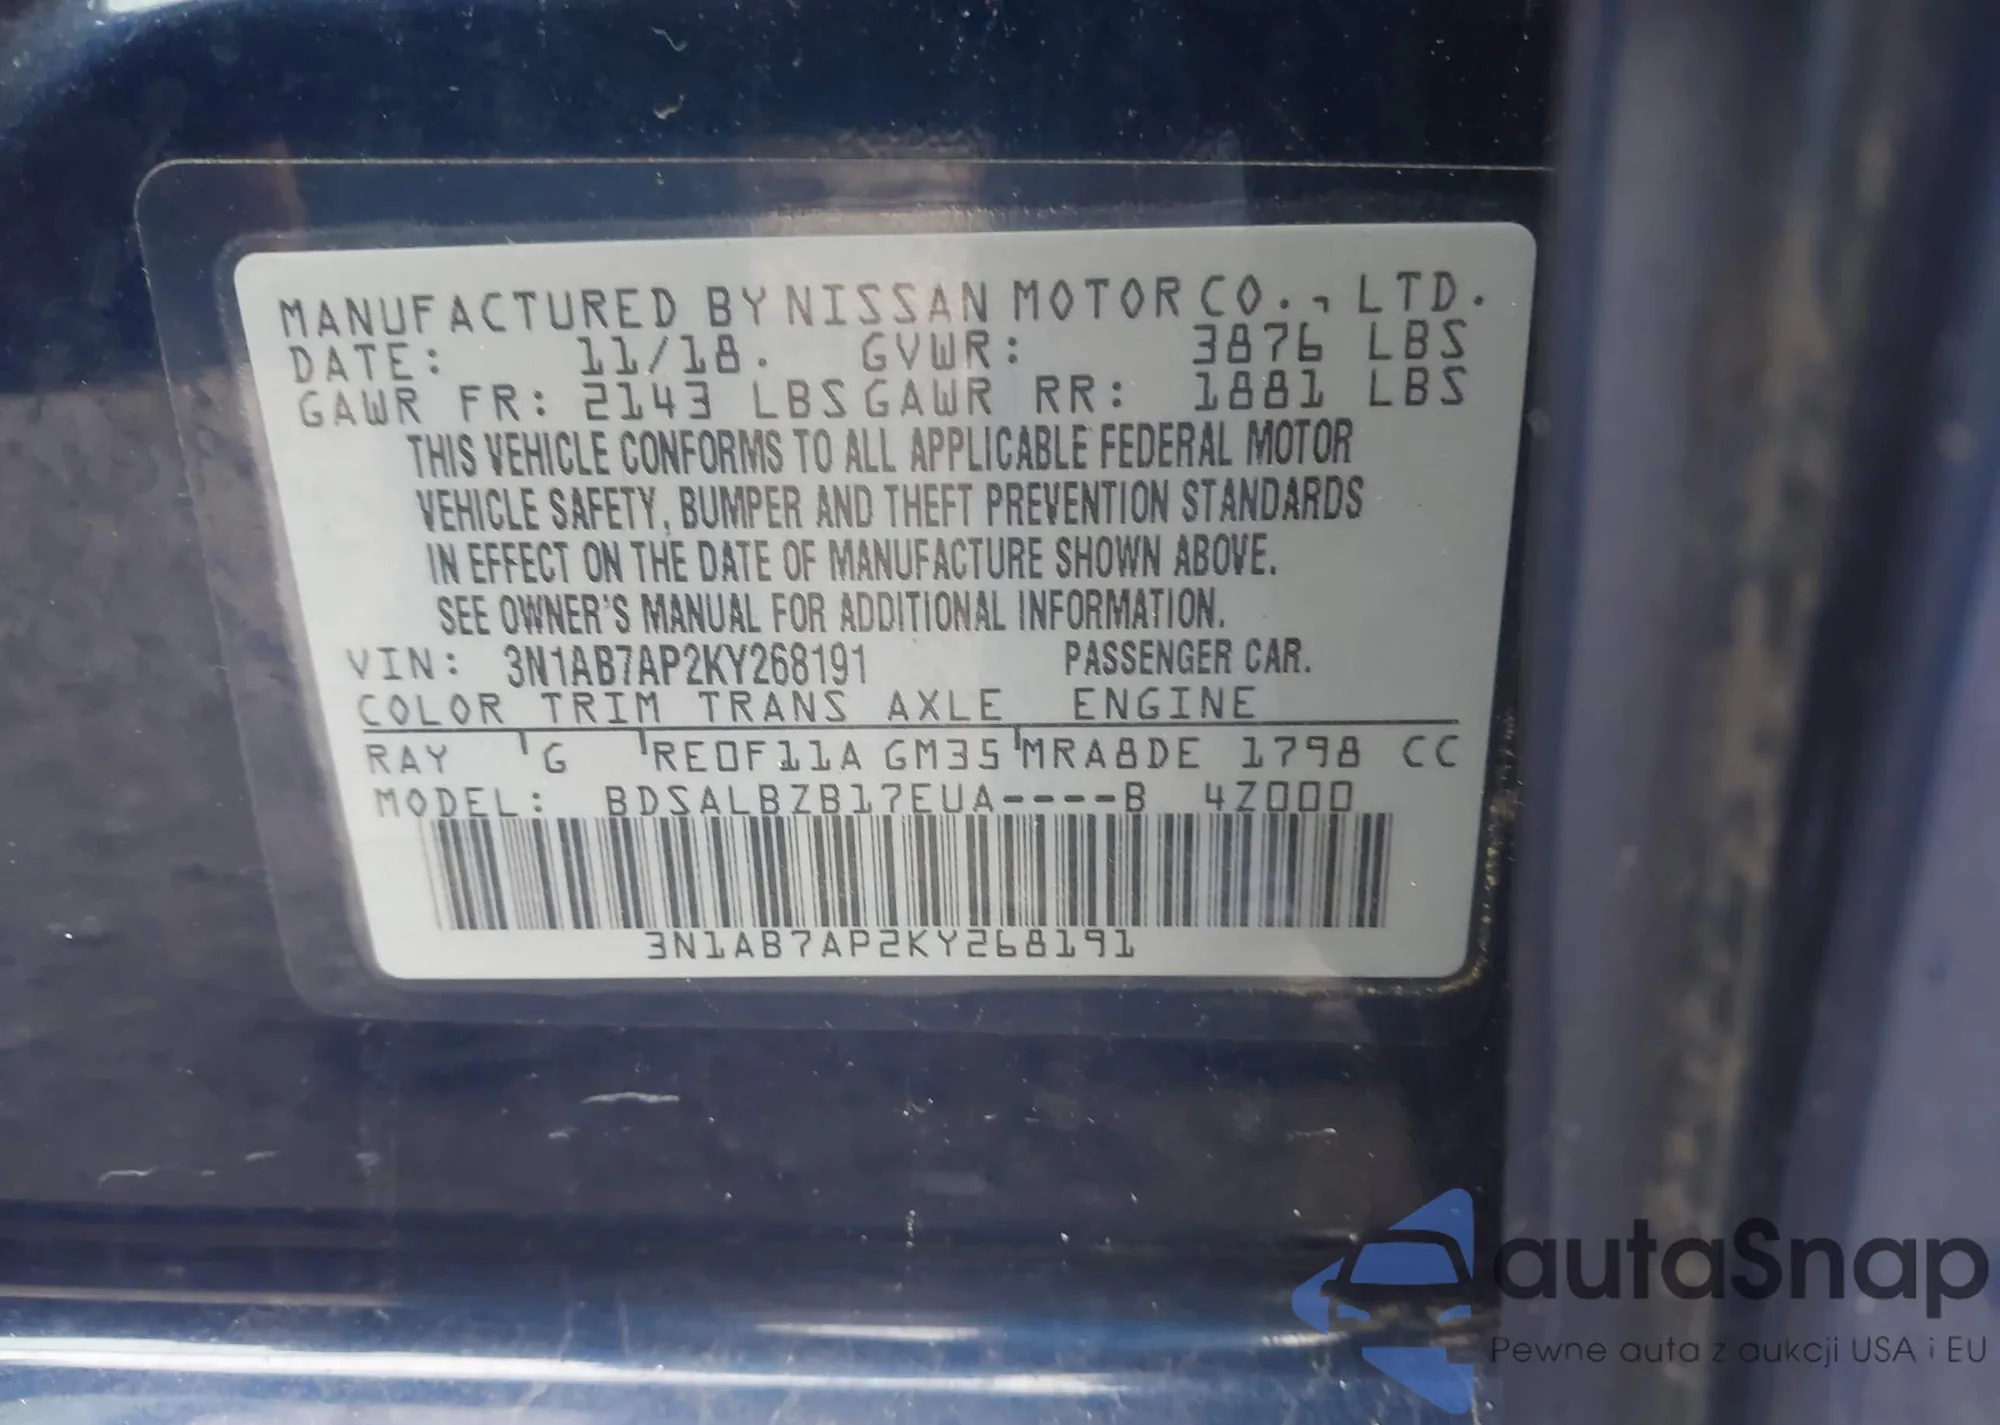 MANUFACTURED BY NISSAN MOTOR CO., LTD.
DATE: 11/18. GVWR: 3876 LBS
GAWR FR: 2143 LBS GAWR RR: 1881 LBS
THIS VEHICLE CONFORMS TO ALL APPLICABLE FEDERAL MOTOR
VEHICLE SAFETY, BUMPER AND THEFT PREVENTION STANDARDS
IN EFFECT ON THE DATE OF MANUFACTURE SHOWN ABOVE.
SEE OWNER'S MANUAL FOR ADDITIONAL INFORMATION.
VIN: 3N1AB7AP2KY268191 PASSENGER CAR.
COLOR TRIM TRANS AXLE ENGINE
RAY G RE0F11A GM35 MRA8DE 1798 CC
MODEL: BDSALBZB17EUA----B 4Z000
3N1AB7AP2KY268191
autaSnap
Pewne auta z aukcji USA i EU